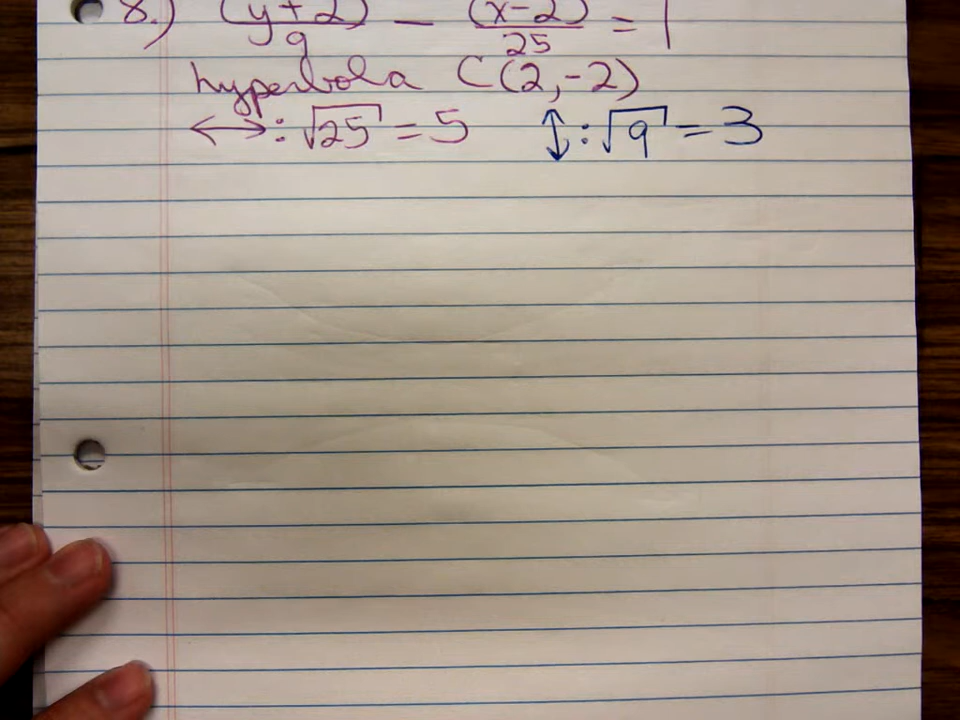 8.) (y+2) — (x-2) = 1
9 25
hyperbola C(2,-2)
↔ : √25 = 5 ↕ : √9 = 3